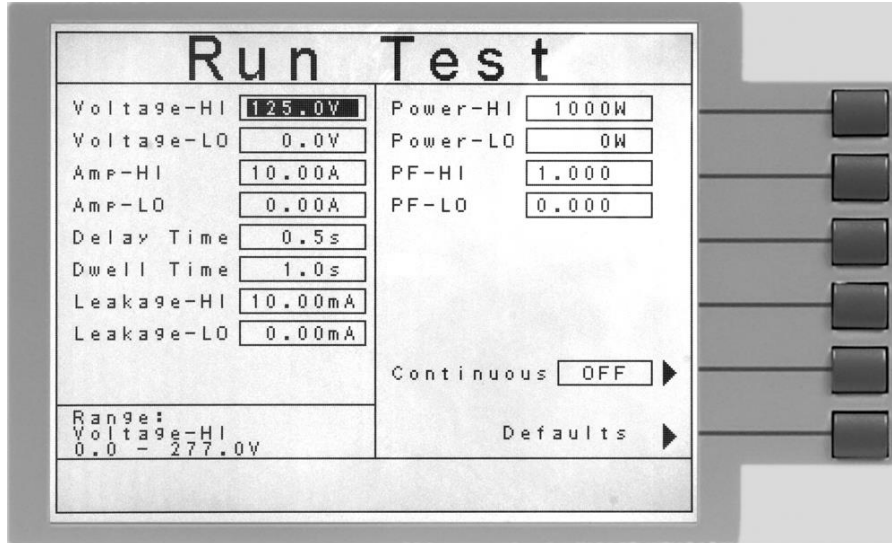 Run Test
Voltage-HI 125.0V
Voltage-LO 0.0V
Amp-HI 10.00A
Amp-LO 0.00A
Delay Time 0.5s
Dwell Time 1.0s
Leakage-HI 10.00mA
Leakage-LO 0.00mA
Power-HI 1000W
Power-LO 0W
PF-HI 1.000
PF-LO 0.000
Continuous OFF
Defaults
Range:
Voltage-HI
0.0 - 277.0V